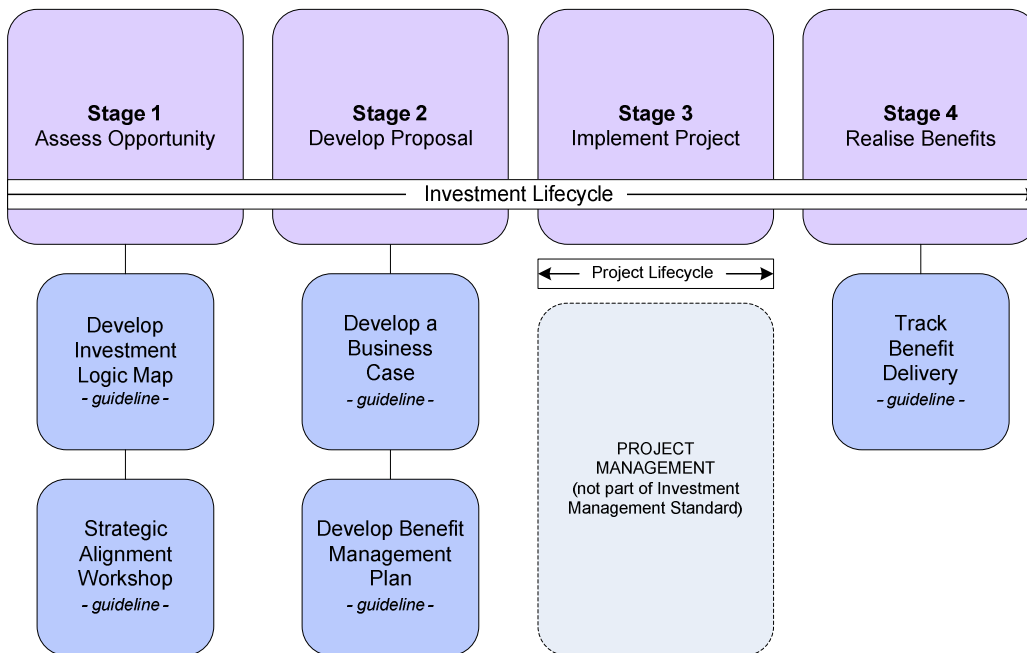 Stage 1
Assess Opportunity
Stage 2
Develop Proposal
Stage 3
Implement Project
Stage 4
Realise Benefits
Investment Lifecycle
Project Lifecycle
Develop
Investment
Logic Map
- guideline -
Develop a
Business
Case
- guideline -
Track
Benefit
Delivery
- guideline -
PROJECT
MANAGEMENT
(not part of Investment
Management Standard)
Strategic
Alignment
Workshop
- guideline -
Develop Benefit
Management
Plan
- guideline -